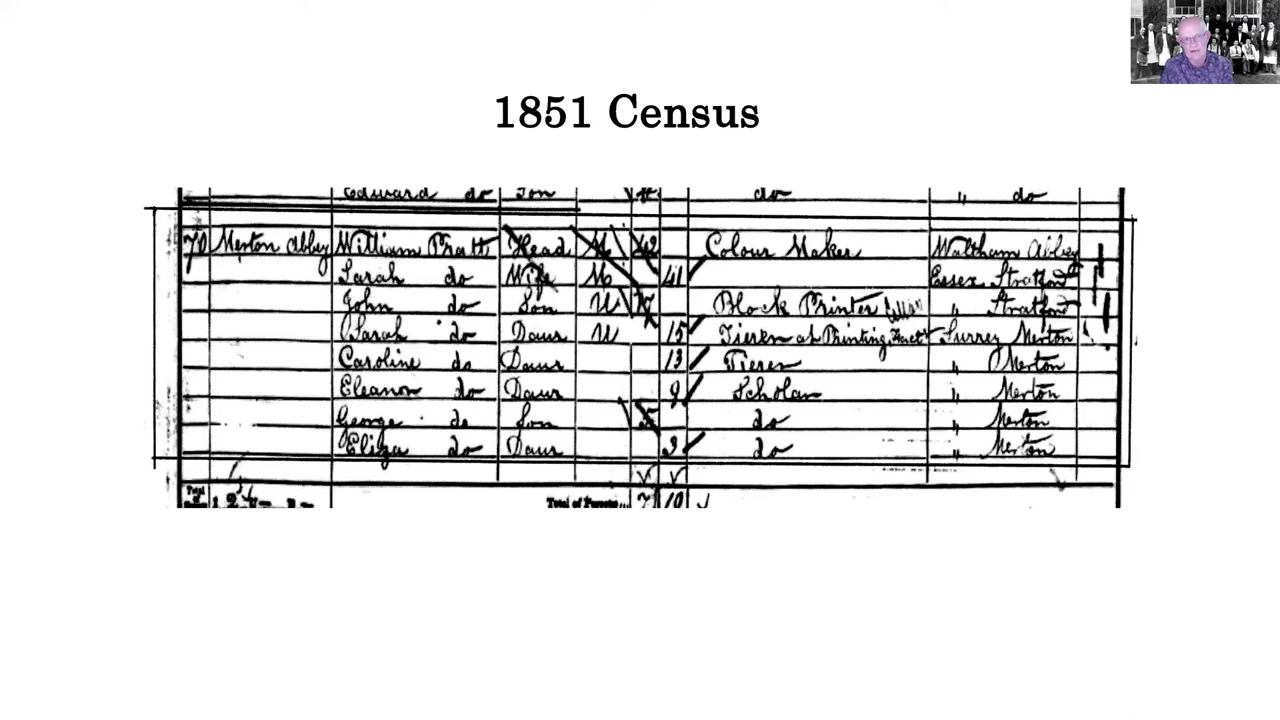 1851 Census
Edward do Son do " do
70 Merton Abbey William Pratt Head M 42 Colour Maker Waltham Abbey
Sarah do Wife M 41 Essex Stratford
John do Son U Block Printer " Stratford
Sarah do Daur U 15 Tierer at Printing Fact Surrey Merton
Caroline do Daur 13 Tierer " Merton
Eleanor do Daur 9 Scholar " Merton
George do Son 5 do " Merton
Eliza do Daur 3 do " Merton
Total of Persons... 7 10